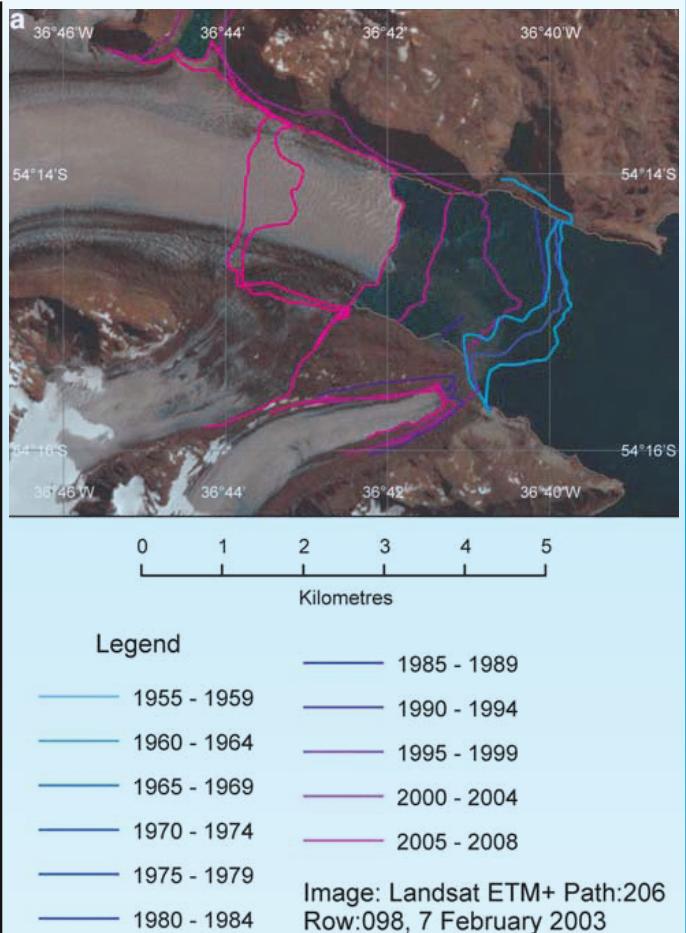 a
36°46'W 36°44' 36°42' 36°40'W
54°14'S 54°14'S
54°16'S 54°16'S
36°46'W 36°44' 36°42' 36°40'W
0 1 2 3 4 5
Kilometres
Legend
1955 - 1959
1960 - 1964
1965 - 1969
1970 - 1974
1975 - 1979
1980 - 1984
1985 - 1989
1990 - 1994
1995 - 1999
2000 - 2004
2005 - 2008
Image: Landsat ETM+ Path:206
Row:098, 7 February 2003